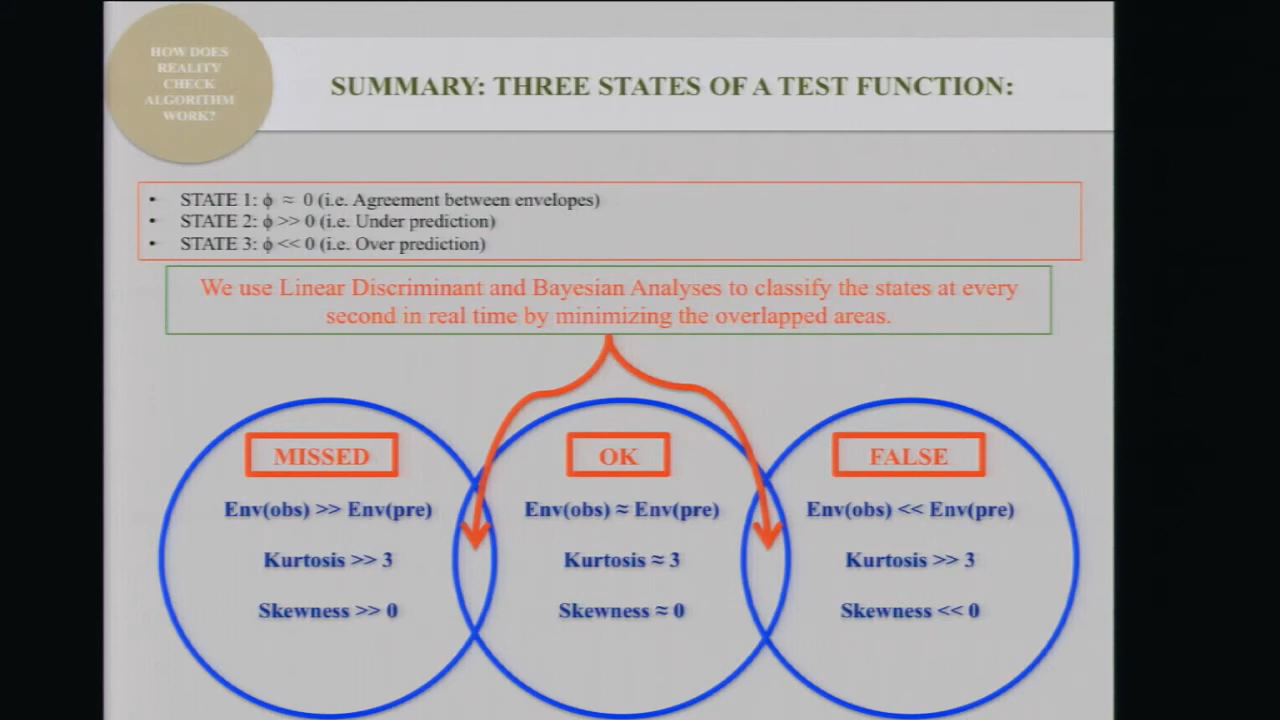 HOW DOES
REALITY
CHECK
ALGORITHM
WORK?
SUMMARY: THREE STATES OF A TEST FUNCTION:
• STATE 1: ϕ ≈ 0 (i.e. Agreement between envelopes)
• STATE 2: ϕ >> 0 (i.e. Under prediction)
• STATE 3: ϕ << 0 (i.e. Over prediction)
We use Linear Discriminant and Bayesian Analyses to classify the states at every
second in real time by minimizing the overlapped areas.
MISSED
Env(obs) >> Env(pre)
Kurtosis >> 3
Skewness >> 0
OK
Env(obs) ≈ Env(pre)
Kurtosis ≈ 3
Skewness ≈ 0
FALSE
Env(obs) << Env(pre)
Kurtosis >> 3
Skewness << 0